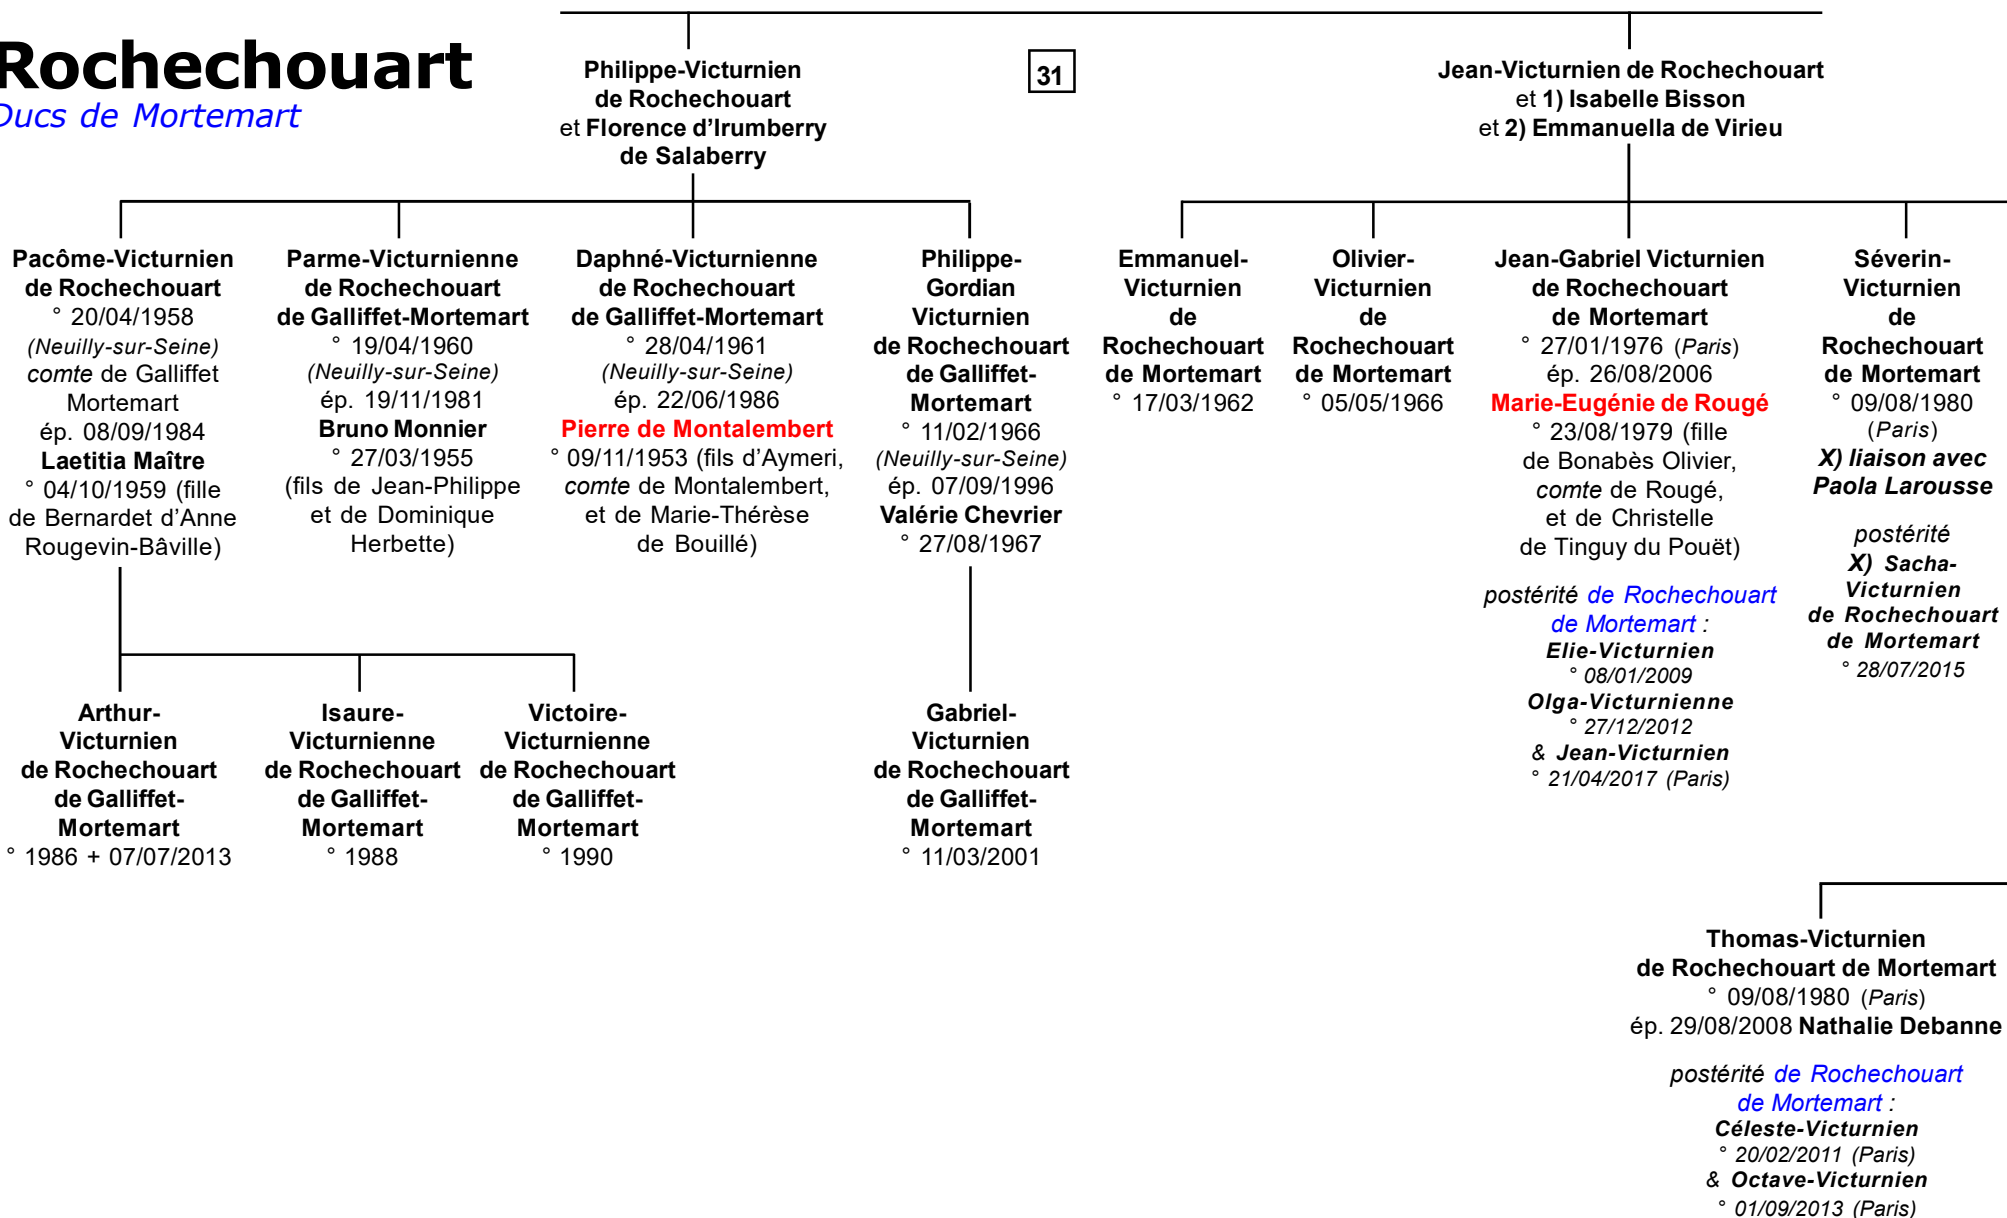 Rochechouart
Ducs de Mortemart
31
Philippe-Victurnien
de Rochechouart
et Florence d'Irumberry
de Salaberry
Jean-Victurnien de Rochechouart
et 1) Isabelle Bisson
et 2) Emmanuella de Virieu
Pacôme-Victurnien
de Rochechouart
° 20/04/1958
(Neuilly-sur-Seine)
comte de Galliffet
Mortemart
ép. 08/09/1984
Laetitia Maître
° 04/10/1959 (fille
de Bernardet d'Anne
Rougevin-Bâville)
Parme-Victurnienne
de Rochechouart
de Galliffet-Mortemart
° 19/04/1960
(Neuilly-sur-Seine)
ép. 19/11/1981
Bruno Monnier
° 27/03/1955
(fils de Jean-Philippe
et de Dominique
Herbette)
Daphné-Victurnienne
de Rochechouart
de Galliffet-Mortemart
° 28/04/1961
(Neuilly-sur-Seine)
ép. 22/06/1986
Pierre de Montalembert
° 09/11/1953 (fils d'Aymeri,
comte de Montalembert,
et de Marie-Thérèse
de Bouillé)
Philippe-
Gordian
Victurnien
de Rochechouart
de Galliffet-
Mortemart
° 11/02/1966
(Neuilly-sur-Seine)
ép. 07/09/1996
Valérie Chevrier
° 27/08/1967
Emmanuel-
Victurnien
de
Rochechouart
de Mortemart
° 17/03/1962
Olivier-
Victurnien
de
Rochechouart
de Mortemart
° 05/05/1966
Jean-Gabriel Victurnien
de Rochechouart
de Mortemart
° 27/01/1976 (Paris)
ép. 26/08/2006
Marie-Eugénie de Rougé
° 23/08/1979 (fille
de Bonabès Olivier,
comte de Rougé,
et de Christelle
de Tinguy du Pouët)
postérité de Rochechouart
de Mortemart :
Elie-Victurnien
° 08/01/2009
Olga-Victurnienne
° 27/12/2012
& Jean-Victurnien
° 21/04/2017 (Paris)
Séverin-
Victurnien
de
Rochechouart
de Mortemart
° 09/08/1980
(Paris)
X) liaison avec
Paola Larousse
postérité
X) Sacha-
Victurnien
de Rochechouart
de Mortemart
° 28/07/2015
Arthur-
Victurnien
de Rochechouart
de Galliffet-
Mortemart
° 1986 + 07/07/2013
Isaure-
Victurnienne
de Rochechouart
de Galliffet-
Mortemart
° 1988
Victoire-
Victurnienne
de Rochechouart
de Galliffet-
Mortemart
° 1990
Gabriel-
Victurnien
de Rochechouart
de Galliffet-
Mortemart
° 11/03/2001
Thomas-Victurnien
de Rochechouart de Mortemart
° 09/08/1980 (Paris)
ép. 29/08/2008 Nathalie Debanne
postérité de Rochechouart
de Mortemart :
Céleste-Victurnien
° 20/02/2011 (Paris)
& Octave-Victurnien
° 01/09/2013 (Paris)